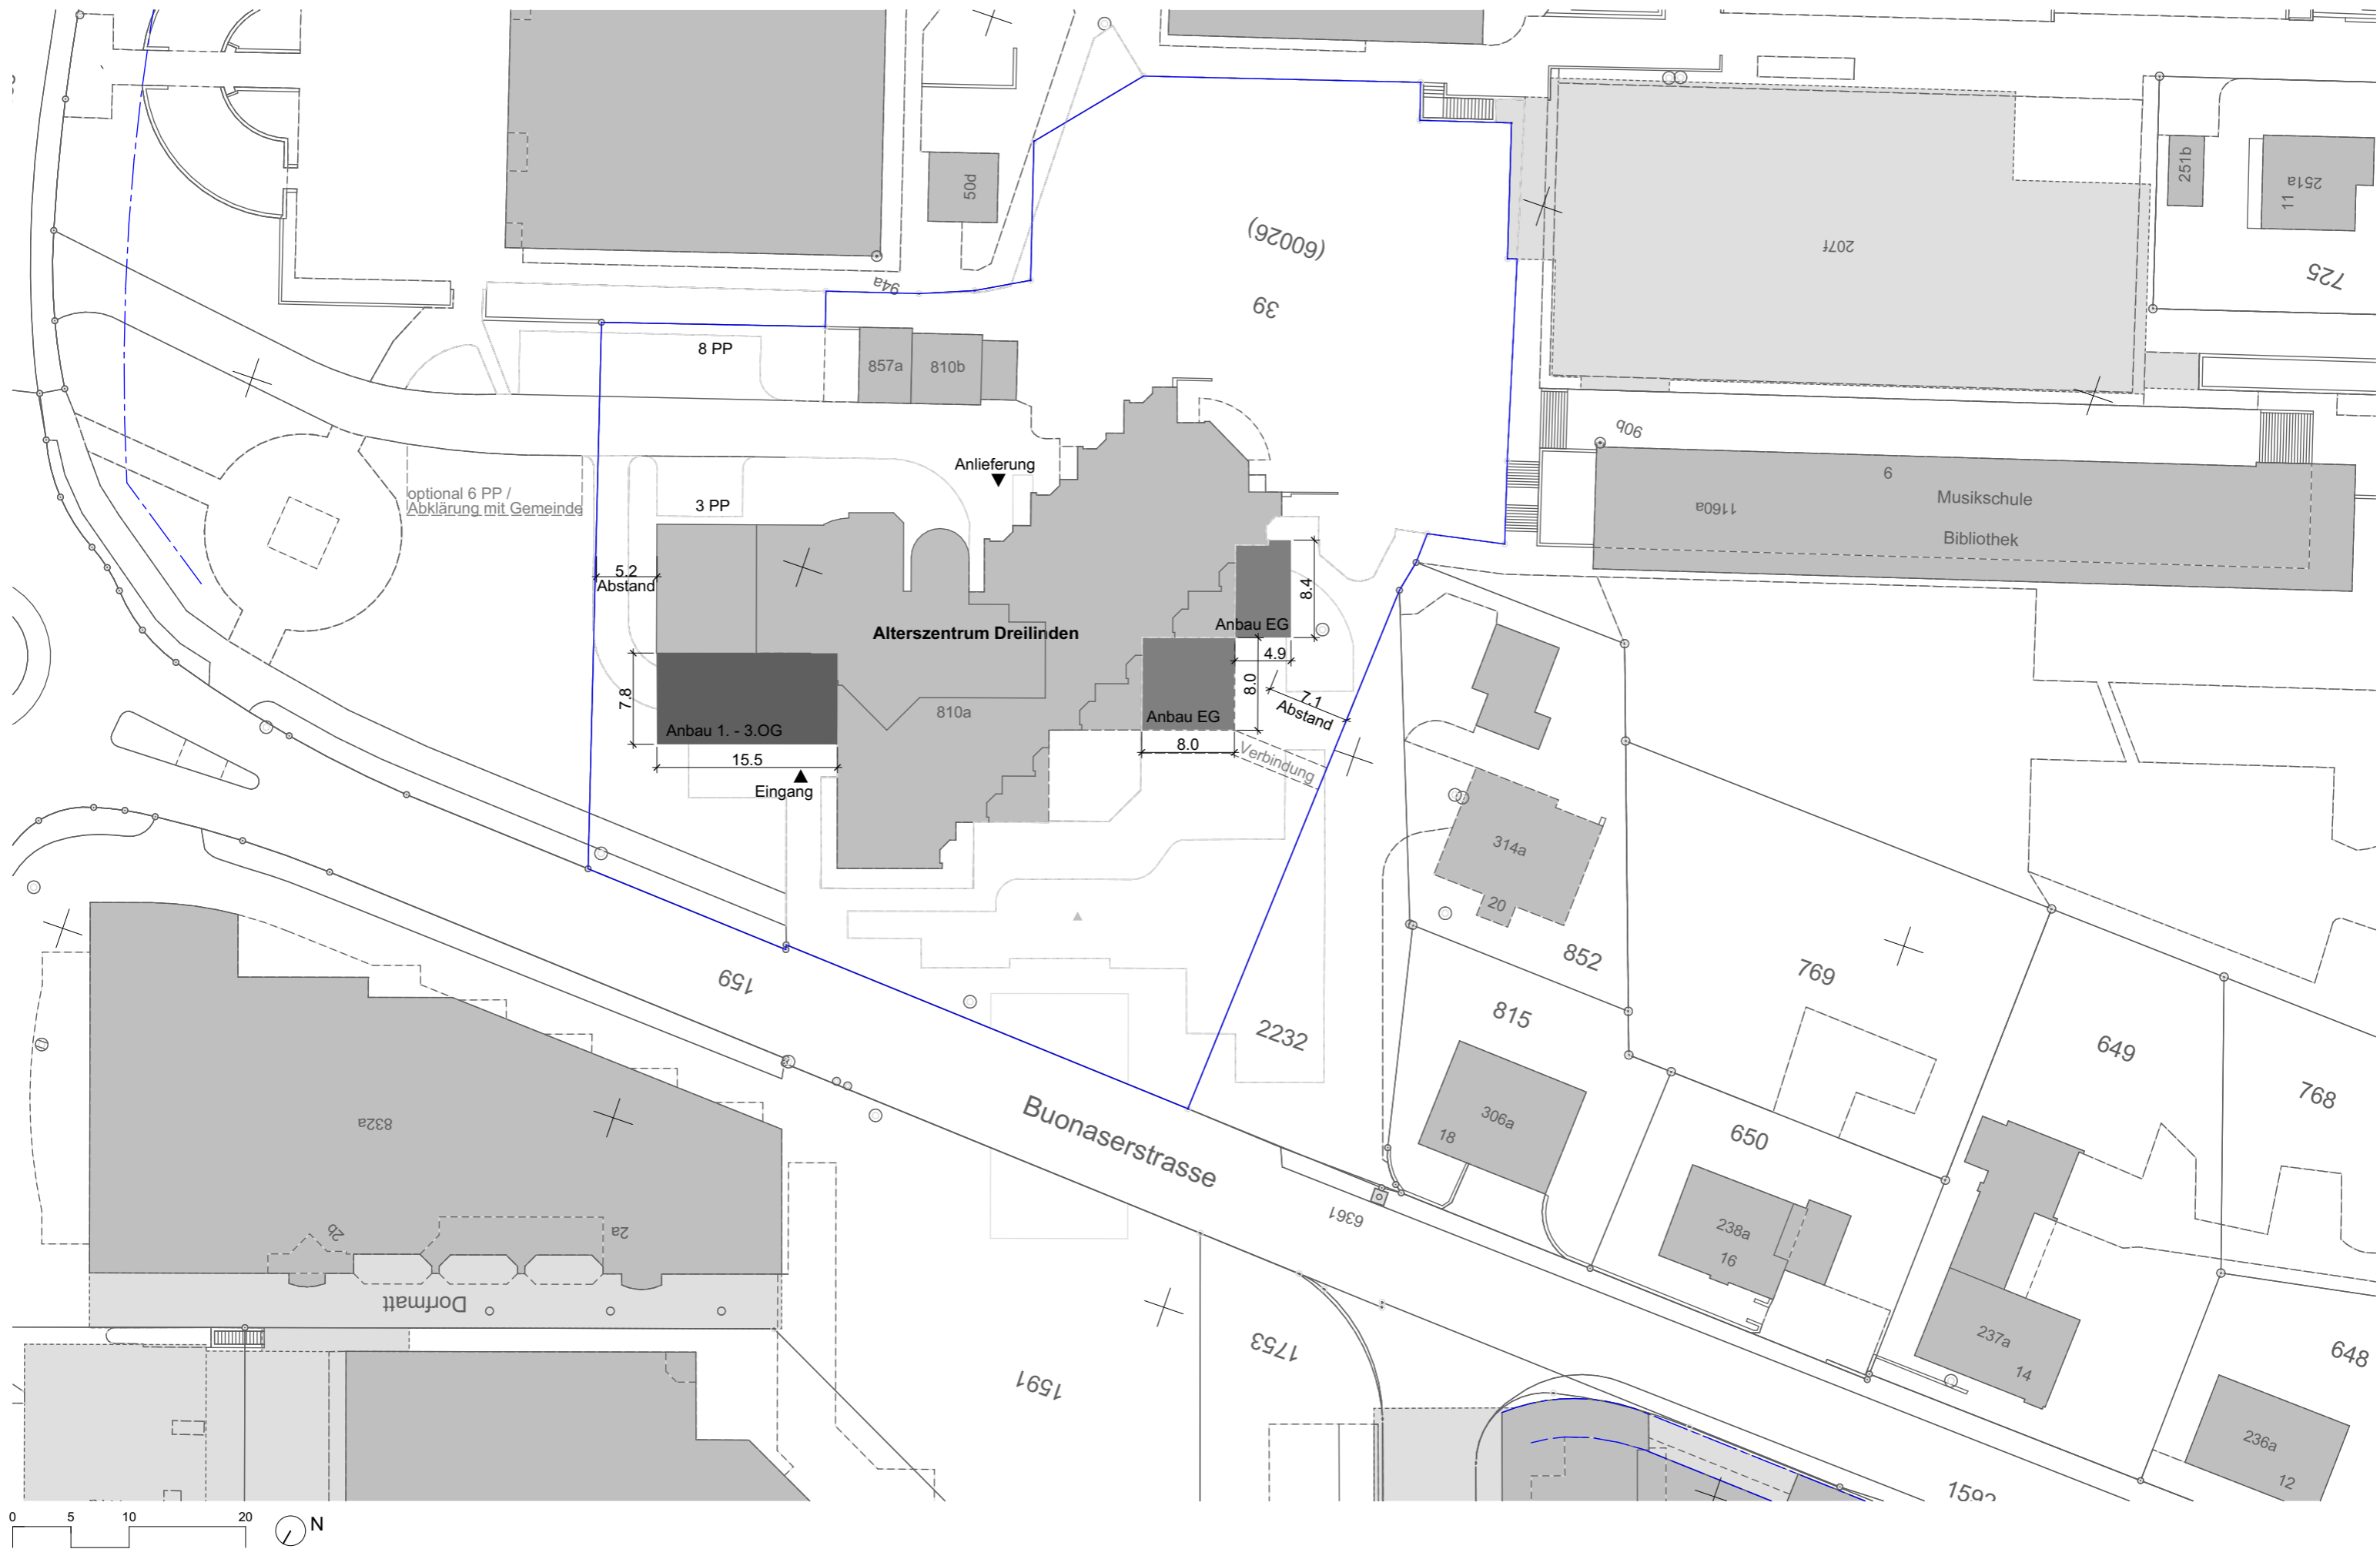 50d
(60026)
39
207f
251b
251a
11
725
94a
8 PP
857a
810b
90b
9
Musikschule
1160a
Bibliothek
Anlieferung
optional 6 PP /
Abklärung mit Gemeinde
3 PP
5.2
Abstand
8.4
Alterszentrum Dreilinden
Anbau EG
4.9
7.8
8.0
7.1
Abstand
810a
Anbau 1. - 3.OG
Anbau EG
8.0
15.5
Verbindung
Eingang
314a
20
852
769
159
815
2232
649
768
Buonaserstrasse
832a
306a
18
650
238a
16
6361
2b
2a
Dorfmatt
237a
14
648
1753
1591
236a
12
1592
0 5 10 20
N